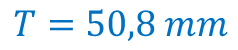 T = 50,8 mm